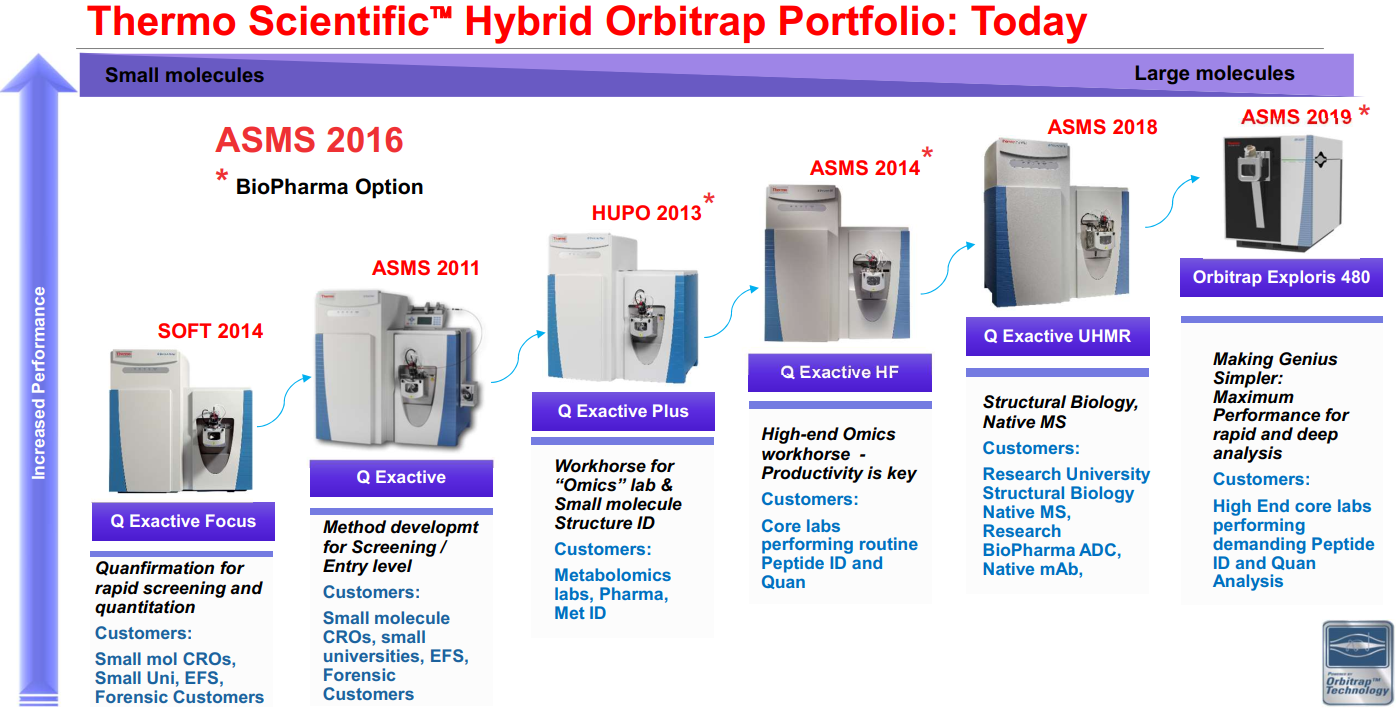 Thermo Scientific™ Hybrid Orbitrap Portfolio: Today
Small molecules
Large molecules
Increased Performance
ASMS 2016
* BioPharma Option
SOFT 2014
Q Exactive Focus
Quanfirmation for
rapid screening and
quantitation
Customers:
Small mol CROs,
Small Uni, EFS,
Forensic Customers
ASMS 2011
Q Exactive
Method developmt
for Screening /
Entry level
Customers:
Small molecule
CROs, small
universities, EFS,
Forensic
Customers
HUPO 2013*
Q Exactive Plus
Workhorse for
“Omics” lab &
Small molecule
Structure ID
Customers:
Metabolomics
labs, Pharma,
Met ID
ASMS 2014*
Q Exactive HF
High-end Omics
workhorse -
Productivity is key
Customers:
Core labs
performing routine
Peptide ID and
Quan
ASMS 2018
Q Exactive UHMR
Structural Biology,
Native MS
Customers:
Research University
Structural Biology
Native MS,
Research
BioPharma ADC,
Native mAb,
ASMS 2019 *
Orbitrap Exploris 480
Making Genius
Simpler:
Maximum
Performance for
rapid and deep
analysis
Customers:
High End core labs
performing
demanding Peptide
ID and Quan
Analysis
POWERED BY
Orbitrap™
Technology